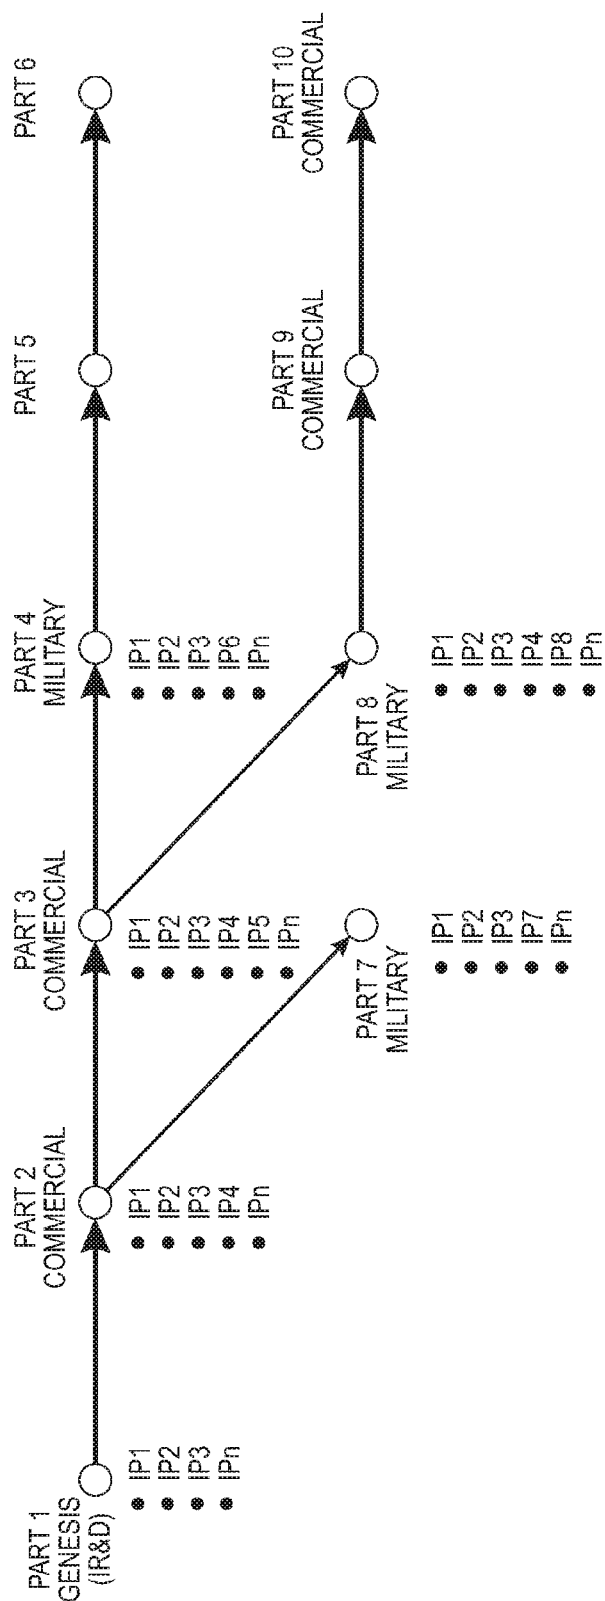 PART 1
GENESIS
(IR&D)
IP1
IP2
IP3
IPn
PART 2
COMMERCIAL
IP1
IP2
IP3
IP4
IPn
PART 3
COMMERCIAL
IP1
IP2
IP3
IP4
IP5
IPn
PART 4
MILITARY
IP1
IP2
IP3
IP6
IPn
PART 5
PART 6
PART 7
MILITARY
IP1
IP2
IP3
IP7
IPn
PART 8
MILITARY
IP1
IP2
IP3
IP4
IP8
IPn
PART 9
COMMERCIAL
PART 10
COMMERCIAL